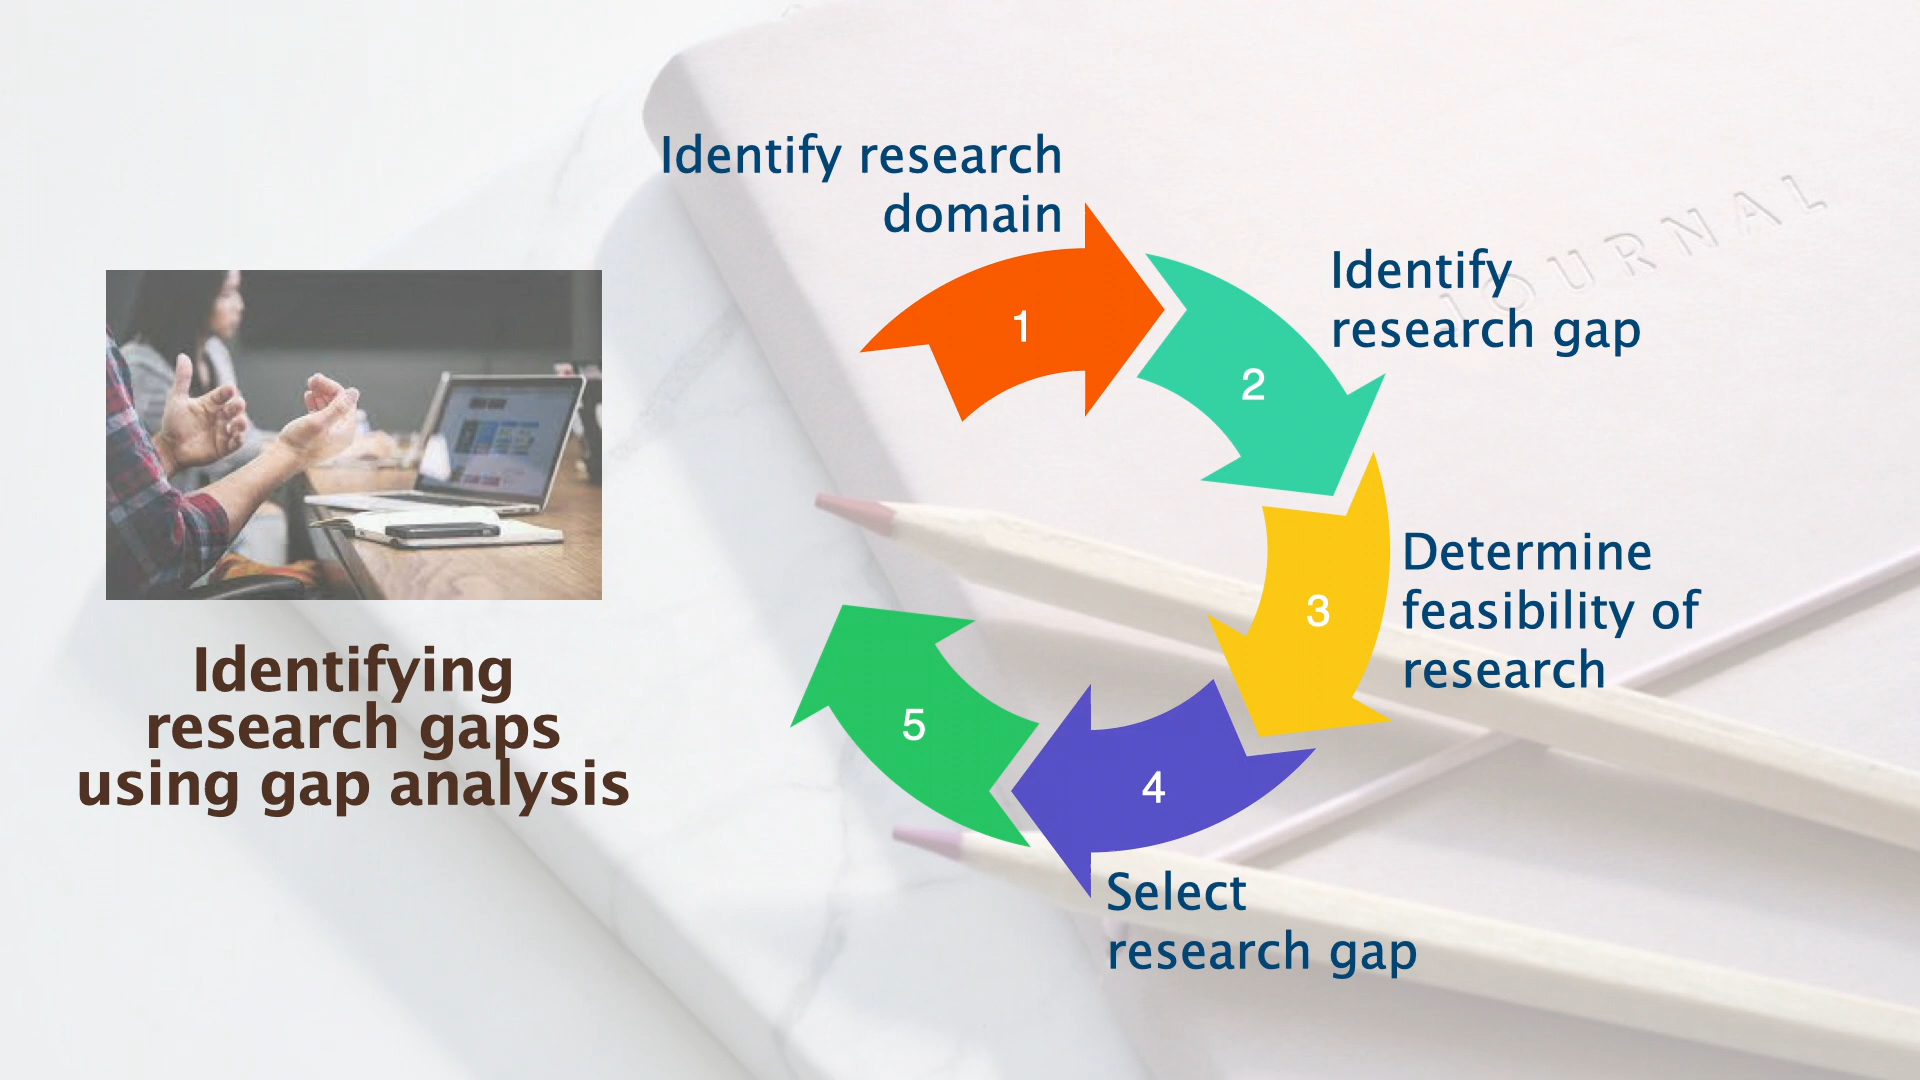 Identify research
domain
Identify
research gap
Determine
feasibility of
research
Select
research gap
1
2
3
4
5
Identifying
research gaps
using gap analysis
JOURNAL